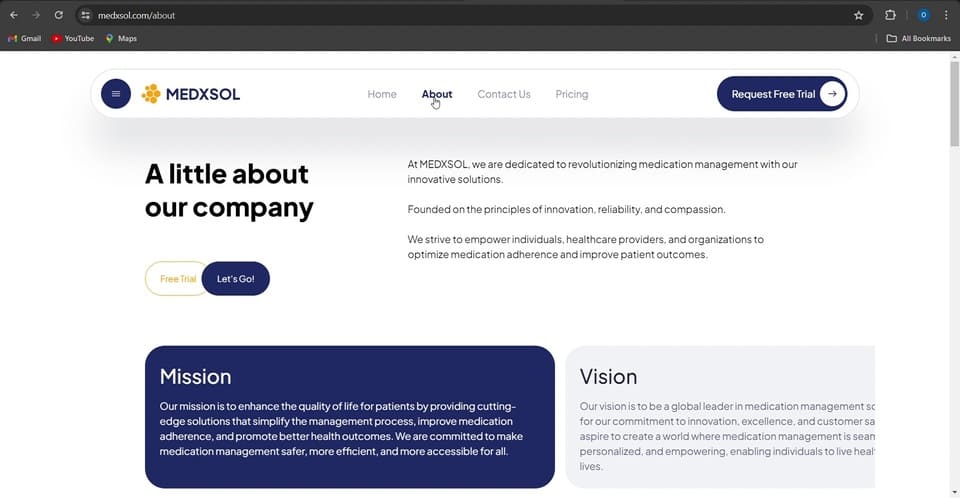 medxsol.com/about
O
Gmail YouTube Maps All Bookmarks
MEDXSOL Home About Contact Us Pricing Request Free Trial
A little about
our company
At MEDXSOL, we are dedicated to revolutionizing medication management with our
innovative solutions.
Founded on the principles of innovation, reliability, and compassion.
We strive to empower individuals, healthcare providers, and organizations to
optimize medication adherence and improve patient outcomes.
Free Trial Let's Go!
Mission
Our mission is to enhance the quality of life for patients by providing cutting-
edge solutions that simplify the management process, improve medication
adherence, and promote better health outcomes. We are committed to make
medication management safer, more efficient, and more accessible for all.
Vision
Our vision is to be a global leader in medication management
for our commitment to innovation, excellence, and customer
aspire to create a world where medication management is
personalized, and empowering, enabling individuals to live
lives.